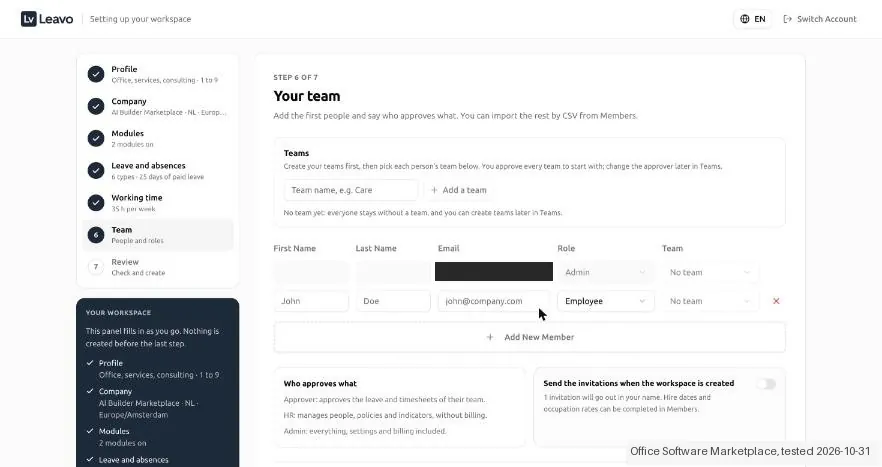 Lv Leavo
Setting up your workspace
EN
Switch Account
Profile
Office, services, consulting · 1 to 9
Company
AI Builder Marketplace · NL · Europ...
Modules
2 modules on
Leave and absences
6 types · 25 days of paid leave
Working time
35 h per week
6
Team
People and roles
7
Review
Check and create
YOUR WORKSPACE
This panel fills in as you go. Nothing is
created before the last step.
Profile
Office, services, consulting · 1 to 9
Company
AI Builder Marketplace · NL ·
Europe/Amsterdam
Modules
2 modules on
Leave and absences
STEP 6 OF 7
Your team
Add the first people and say who approves what. You can import the rest by CSV from Members.
Teams
Create your teams first, then pick each person's team below. You approve every team to start with; change the approver later in Teams.
Team name, e.g. Care
+ Add a team
No team yet: everyone stays without a team, and you can create teams later in Teams.
First Name Last Name Email Role Team
Admin No team
John Doe john@company.com Employee No team
+ Add New Member
Who approves what
Approver: approves the leave and timesheets of their team.
HR: manages people, policies and indicators, without billing.
Admin: everything, settings and billing included.
Send the invitations when the workspace is created
1 invitation will go out in your name. Hire dates and
occupation rates can be completed in Members.
Office Software Marketplace, tested 2026-10-31